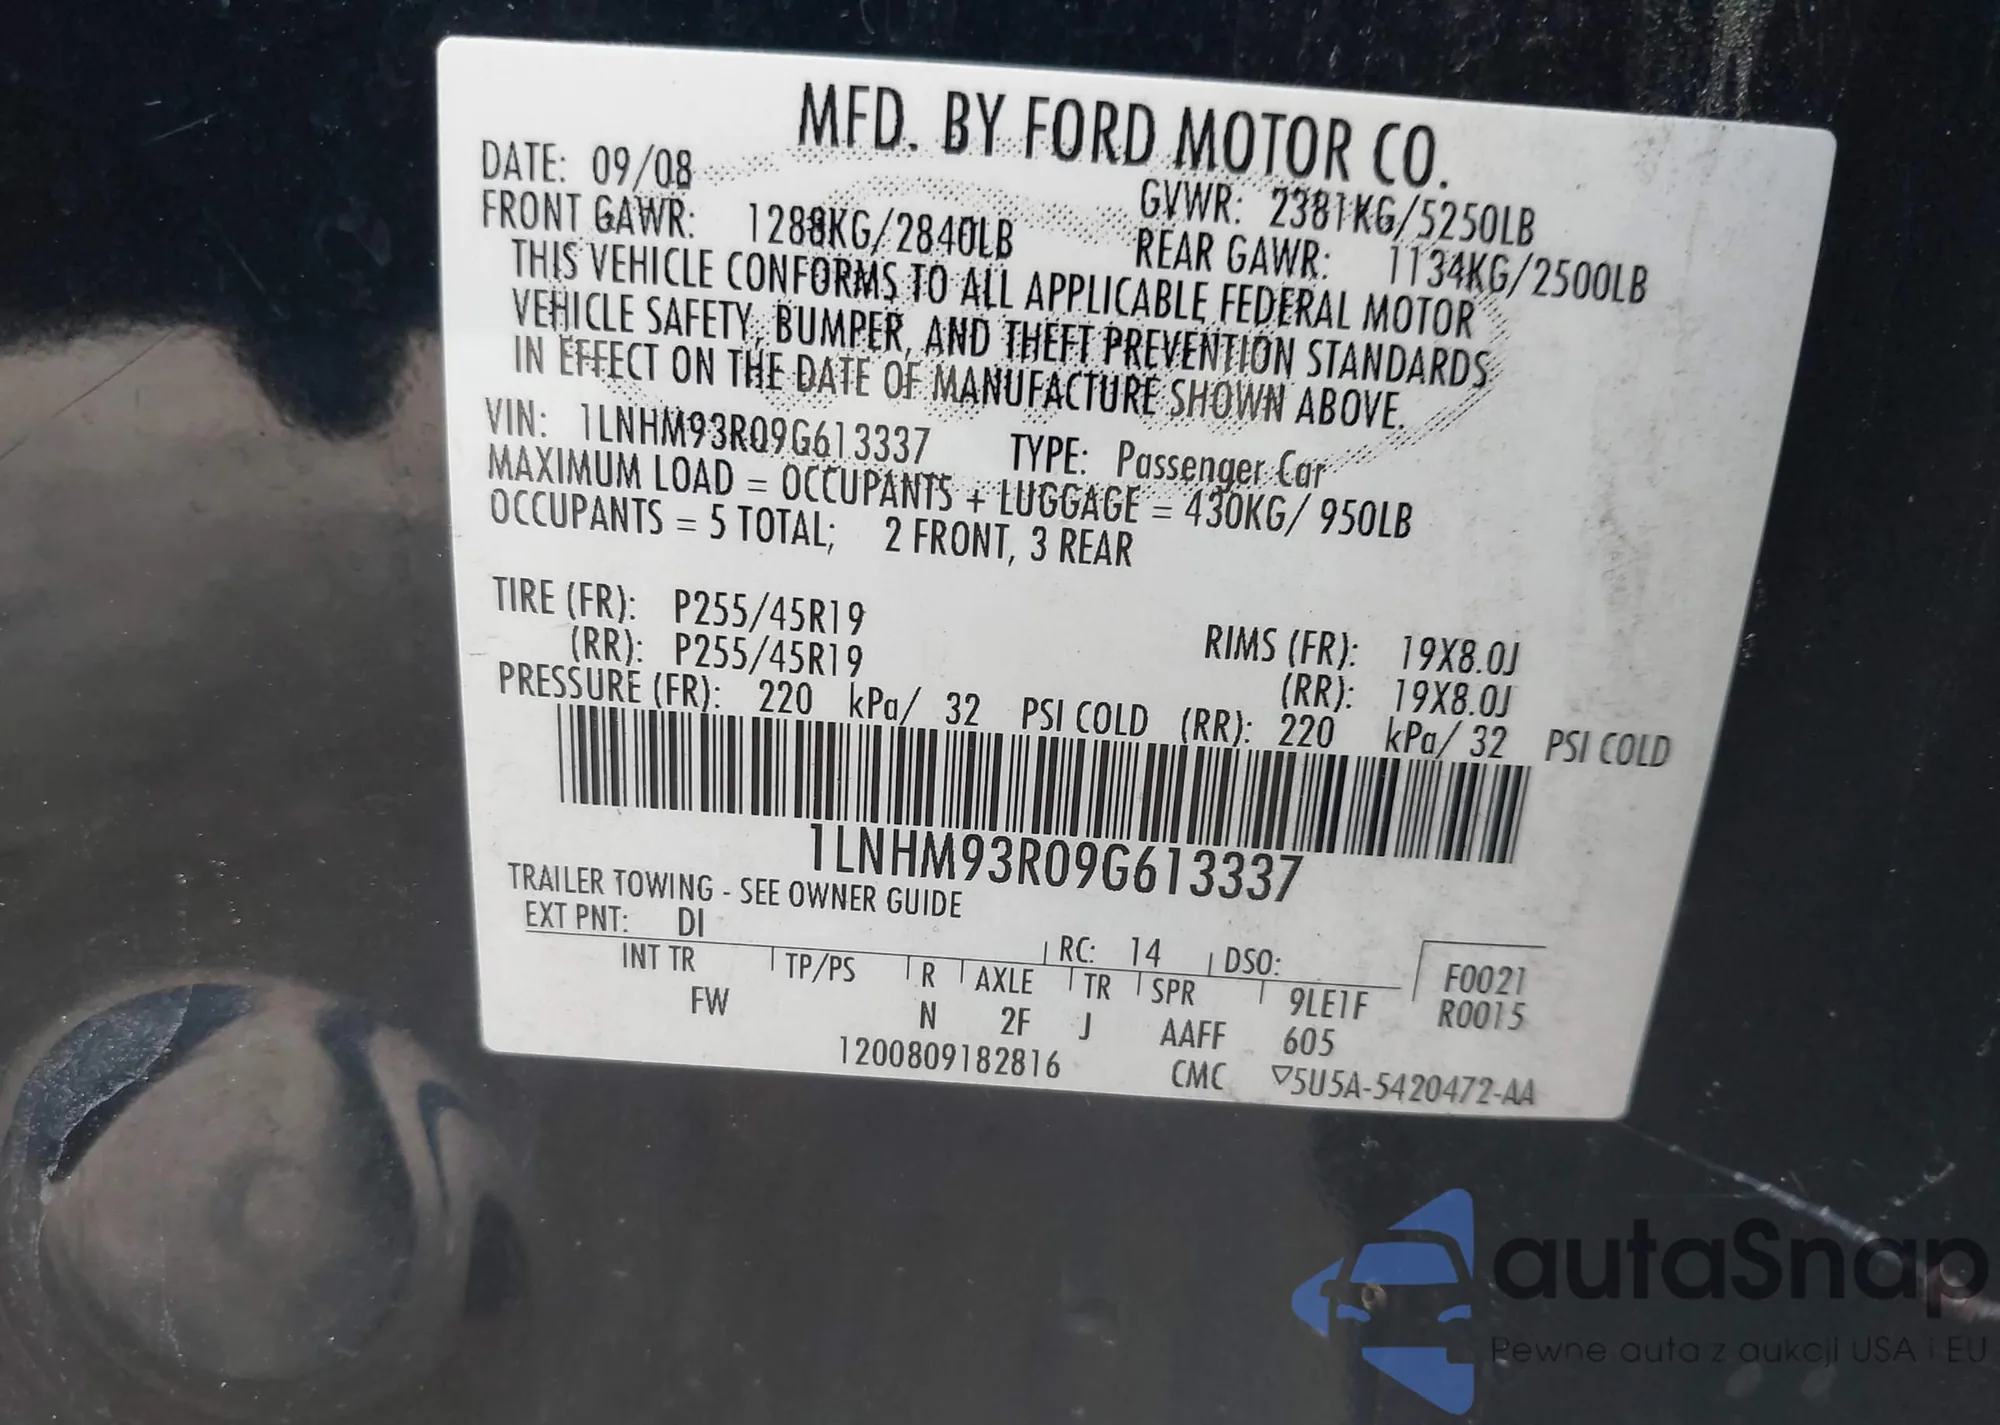 MFD. BY FORD MOTOR CO.
DATE: 09/08 GVWR: 2381KG/5250LB
FRONT GAWR: 1288KG/2840LB REAR GAWR: 1134KG/2500LB
THIS VEHICLE CONFORMS TO ALL APPLICABLE FEDERAL MOTOR
VEHICLE SAFETY, BUMPER, AND THEFT PREVENTION STANDARDS
IN EFFECT ON THE DATE OF MANUFACTURE SHOWN ABOVE.
VIN: 1LNHM93R09G613337 TYPE: Passenger Car
MAXIMUM LOAD = OCCUPANTS + LUGGAGE = 430KG/ 950LB
OCCUPANTS = 5 TOTAL; 2 FRONT, 3 REAR
TIRE (FR): P255/45R19 RIMS (FR): 19X8.0J
(RR): P255/45R19 (RR): 19X8.0J
PRESSURE (FR): 220 kPa/ 32 PSI COLD (RR): 220 kPa/ 32 PSI COLD
1LNHM93R09G613337
TRAILER TOWING - SEE OWNER GUIDE
EXT PNT: DI RC: 14 DSO: F0021
INT TR TP/PS R AXLE TR SPR 9LE1F R0015
FW N 2F J AAFF 605
1200809182816 CMC ▽5U5A-5420472-AA
autaSnap
Pewne auta z aukcji USA i EU